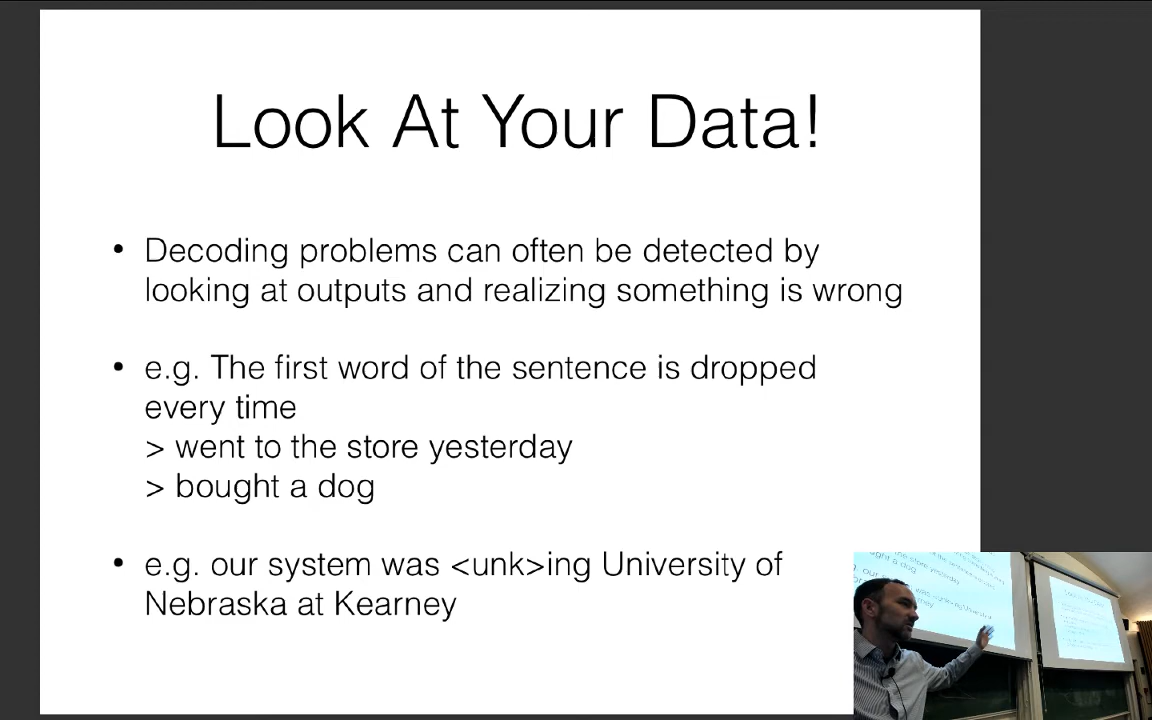 Look At Your Data!
• Decoding problems can often be detected by
looking at outputs and realizing something is wrong
• e.g. The first word of the sentence is dropped
every time
> went to the store yesterday
> bought a dog
• e.g. our system was <unk>ing University of
Nebraska at Kearney